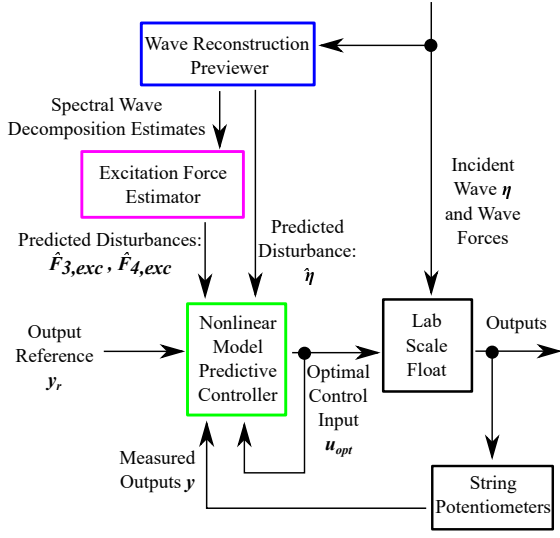 Wave Reconstruction
Previewer
Spectral Wave
Decomposition Estimates
Excitation Force
Estimator
Incident
Wave η
and Wave
Forces
Predicted Disturbances:
F̂3,exc , F̂4,exc
Predicted
Disturbance:
η̂
Output
Reference
yr
Nonlinear
Model
Predictive
Controller
Optimal
Control
Input
uopt
Lab
Scale
Float
Outputs
Measured
Outputs y
String
Potentiometers